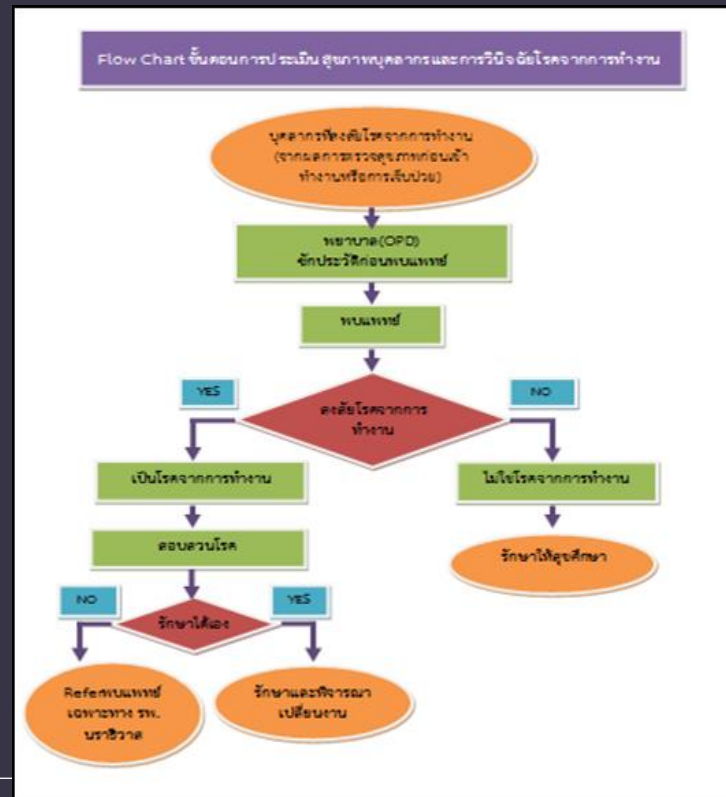 Flow Chart ขั้นตอนการประเมิน สุขภาพบุคลากรและการวินิจฉัยโรคจากการทำงาน
บุคลากรที่สงสัยโรคจากการทำงาน
(จากผลการตรวจสุขภาพก่อนเข้า
ทำงานหรือการเจ็บป่วย)
พยาบาล(OPD)
ซักประวัติก่อนพบแพทย์
พบแพทย์
YES
NO
สงสัยโรคจากการ
ทำงาน
เป็นโรคจากการทำงาน
ไม่ใช่โรคจากการทำงาน
สอบสวนโรค
รักษาให้สุขศึกษา
NO
YES
รักษาได้เอง
Referพบแพทย์
เฉพาะทาง รพ.
นราธิวาส
รักษาและพิจารณา
เปลี่ยนงาน